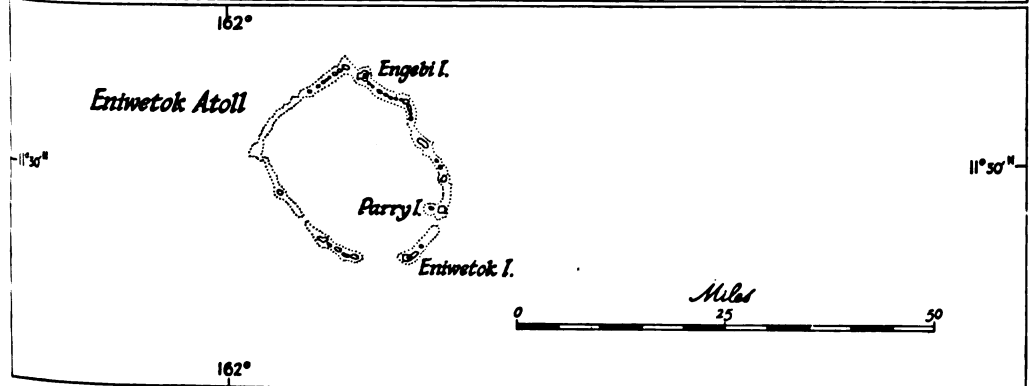 162°
Engebi I.
Eniwetok Atoll
11°30'N
11°30'N
Parry I.
Eniwetok I.
Miles
0 25 50
162°